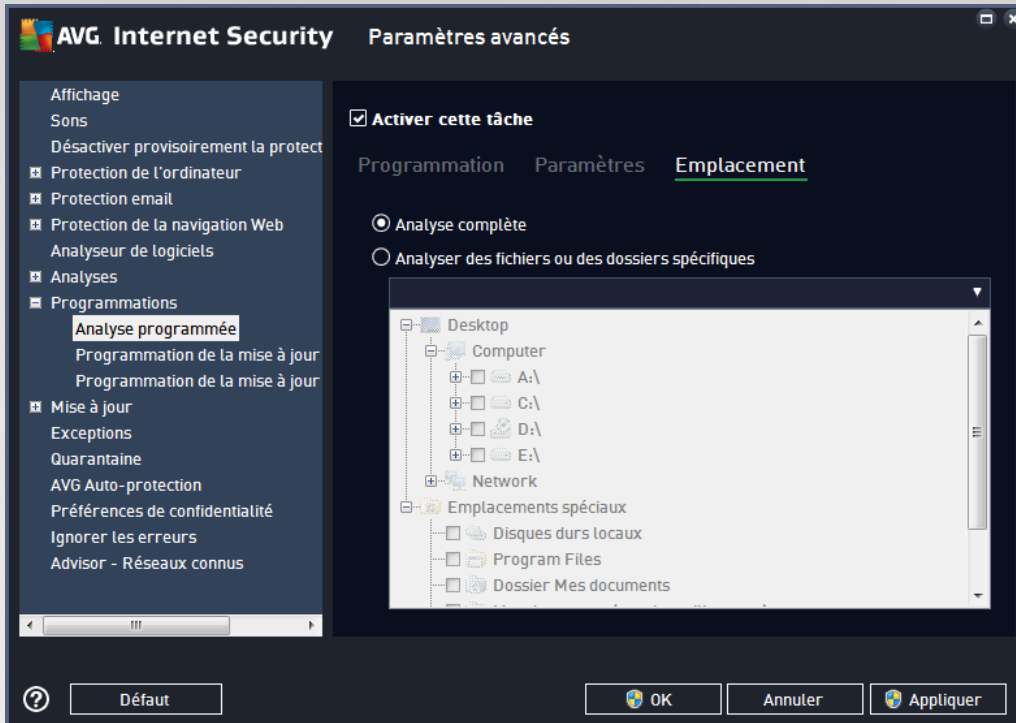 AVG. Internet Security
Paramètres avancés
Affichage
Sons
Désactiver provisoirement la protect
Protection de l'ordinateur
Protection email
Protection de la navigation Web
Analyseur de logiciels
Analyses
Programmations
Analyse programmée
Programmation de la mise à jour
Programmation de la mise à jour
Mise à jour
Exceptions
Quarantaine
AVG Auto-protection
Préférences de confidentialité
Ignorer les erreurs
Advisor - Réseaux connus
Activer cette tâche
Programmation Paramètres Emplacement
Analyse complète
Analyser des fichiers ou des dossiers spécifiques
Desktop
Computer
A:\
C:\
D:\
E:\
Network
Emplacements spéciaux
Disques durs locaux
Program Files
Dossier Mes documents
Défaut
OK
Annuler
Appliquer